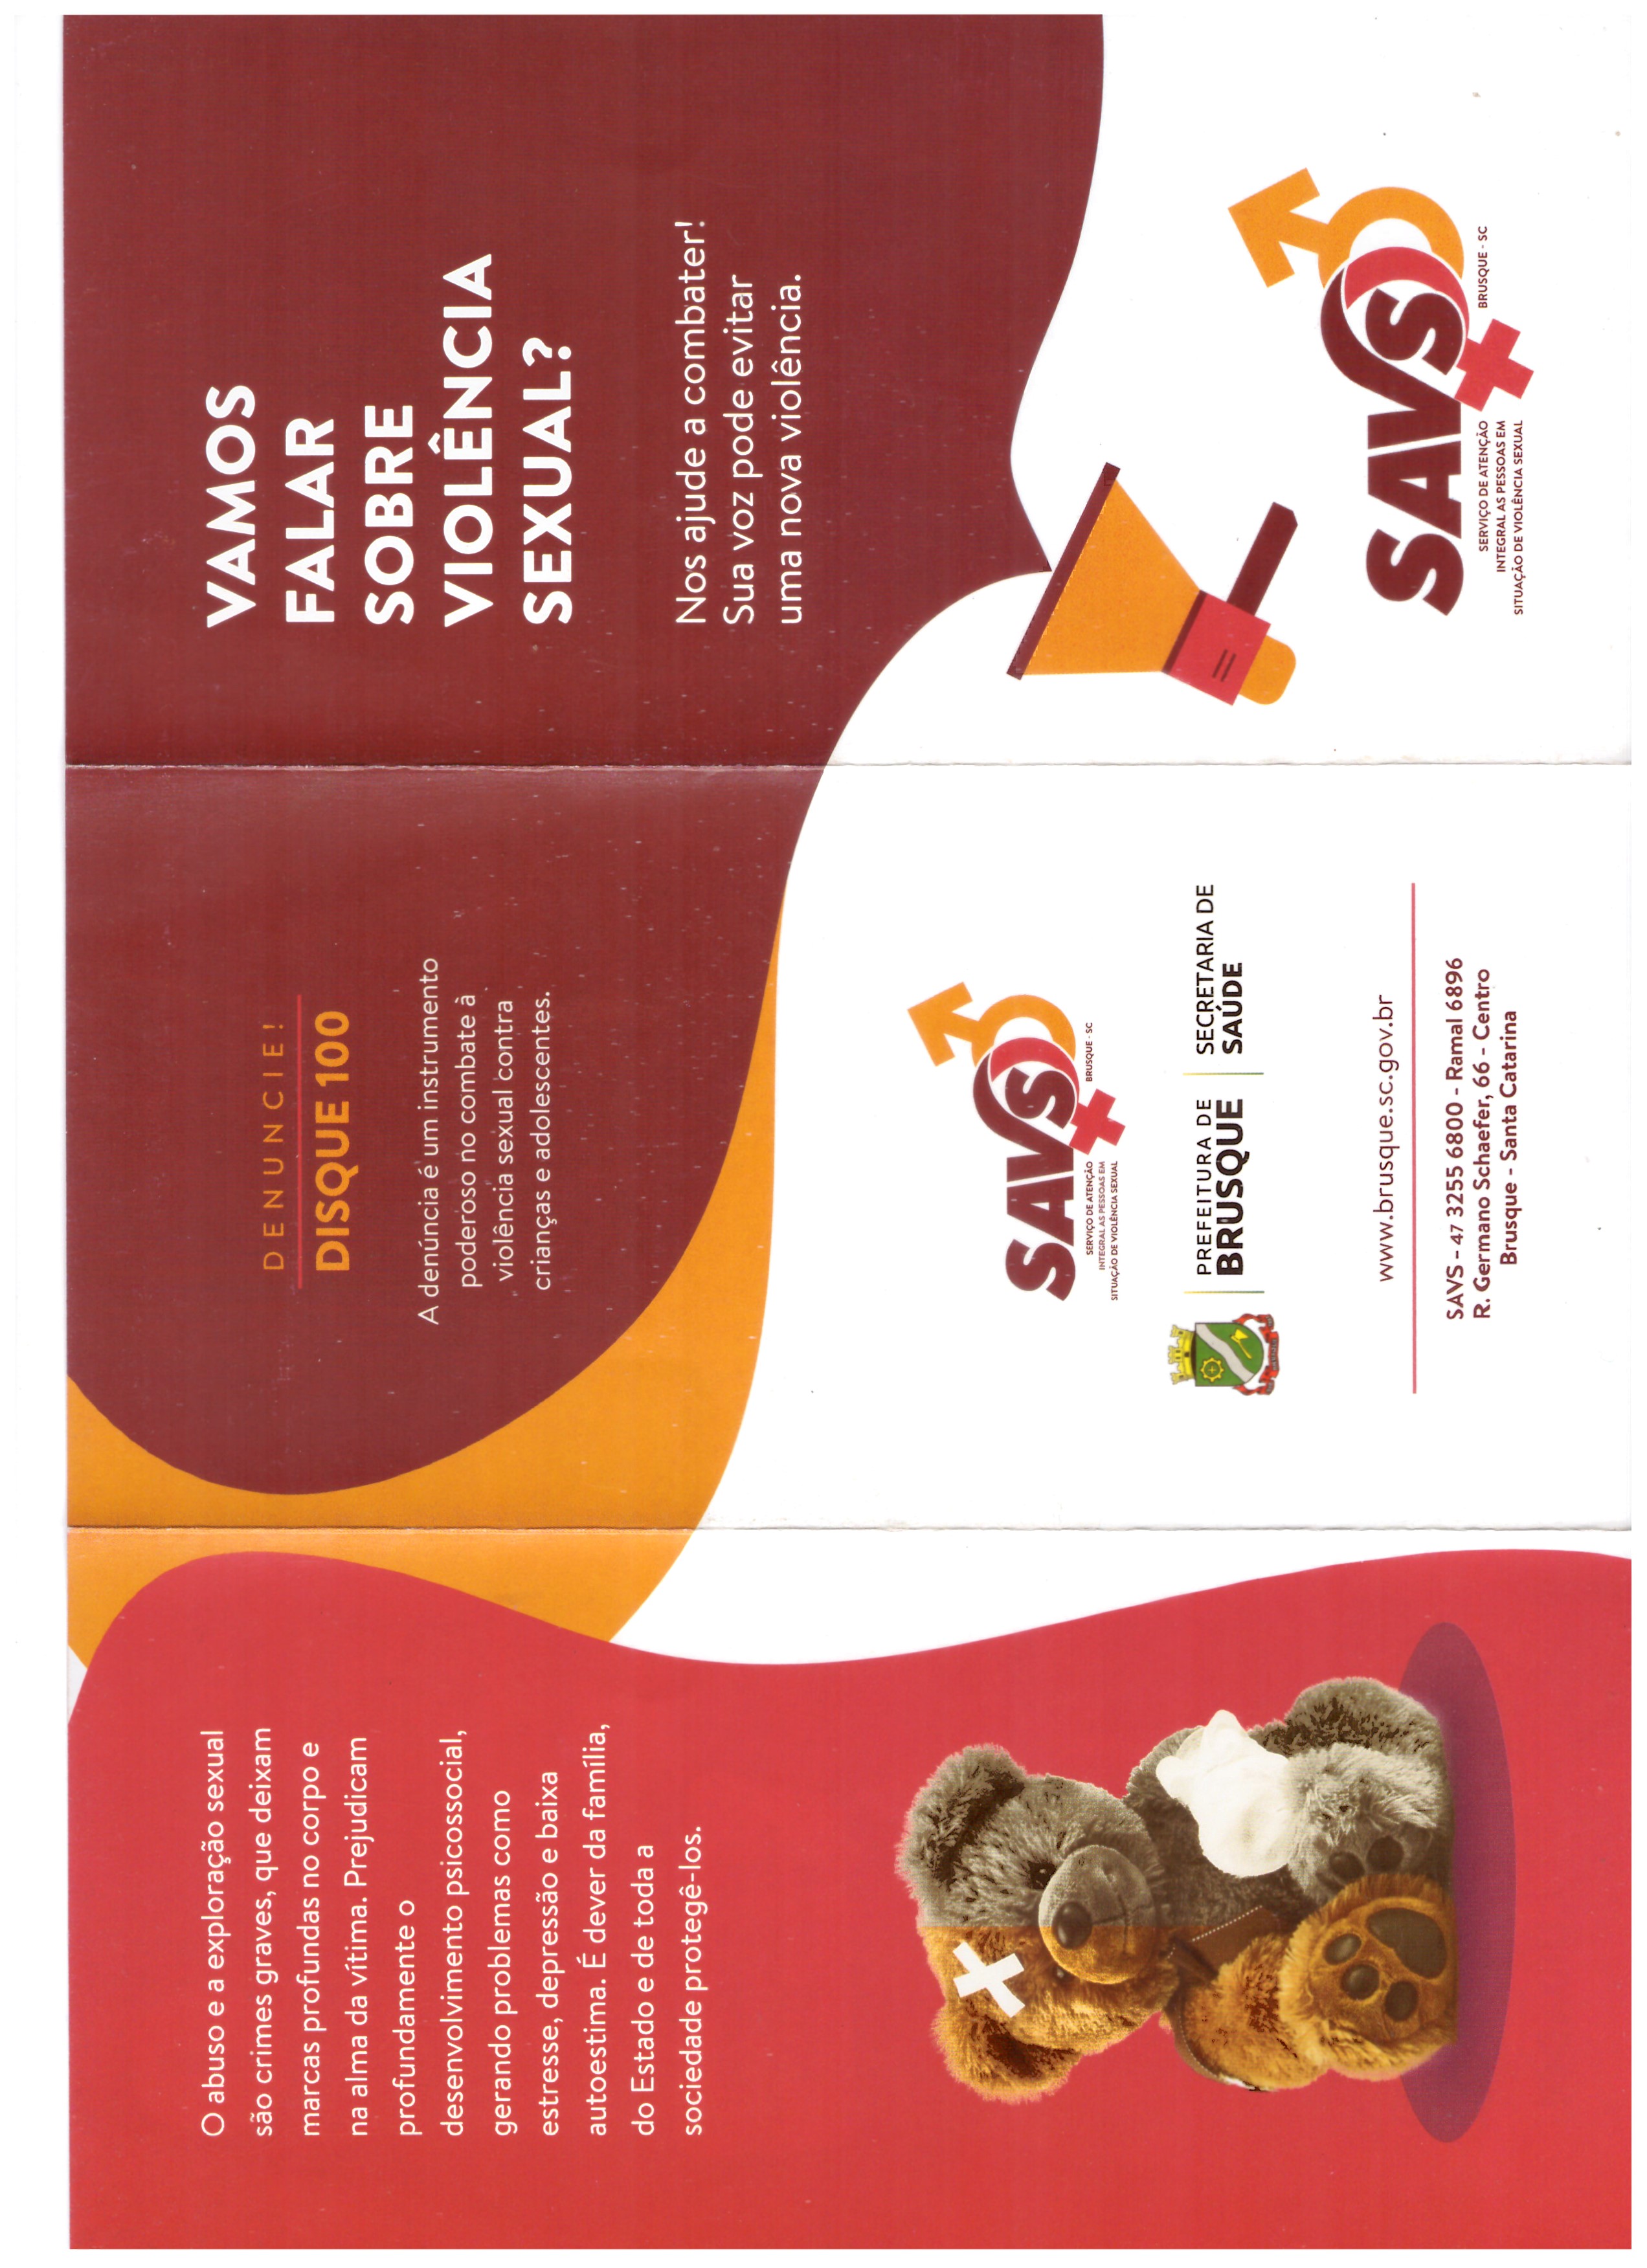 O abuso e a exploração sexual
são crimes graves, que deixam
marcas profundas no corpo e
na alma da vítima. Prejudicam
profundamente o
desenvolvimento psicossocial,
gerando problemas como
estresse, depressão e baixa
autoestima. É dever da família,
do Estado e de toda a
sociedade protegê-los.
DENUNCIE!
DISQUE 100
A denúncia é um instrumento
poderoso no combate à
violência sexual contra
crianças e adolescentes.
SAVS
SERVIÇO DE ATENÇÃO
INTEGRAL AS PESSOAS EM
SITUAÇÃO DE VIOLÊNCIA SEXUAL
BRUSQUE - SC
PREFEITURA DE
BRUSQUE
SECRETARIA DE
SAÚDE
www.brusque.sc.gov.br
SAVS - 47 3255 6800 - Ramal 6896
R. Germano Schaefer, 66 - Centro
Brusque - Santa Catarina
VAMOS
FALAR
SOBRE
VIOLÊNCIA
SEXUAL?
Nos ajude a combater!
Sua voz pode evitar
uma nova violência.
SAVS
SERVIÇO DE ATENÇÃO
INTEGRAL AS PESSOAS EM
SITUAÇÃO DE VIOLÊNCIA SEXUAL
BRUSQUE - SC